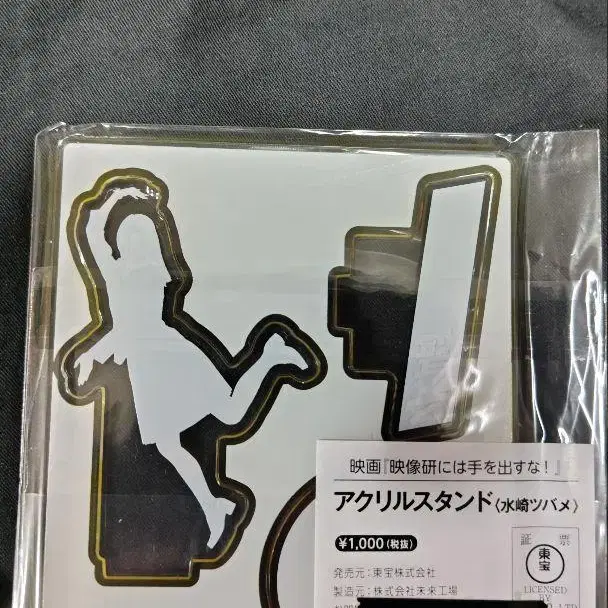 映画『映像研には手を出すな！』
アクリルスタンド〈水崎ツバメ〉
¥1,000(税抜)
発売元：東宝株式会社
製造元：株式会社未来工場
証 票
東宝
LICENSED
BY